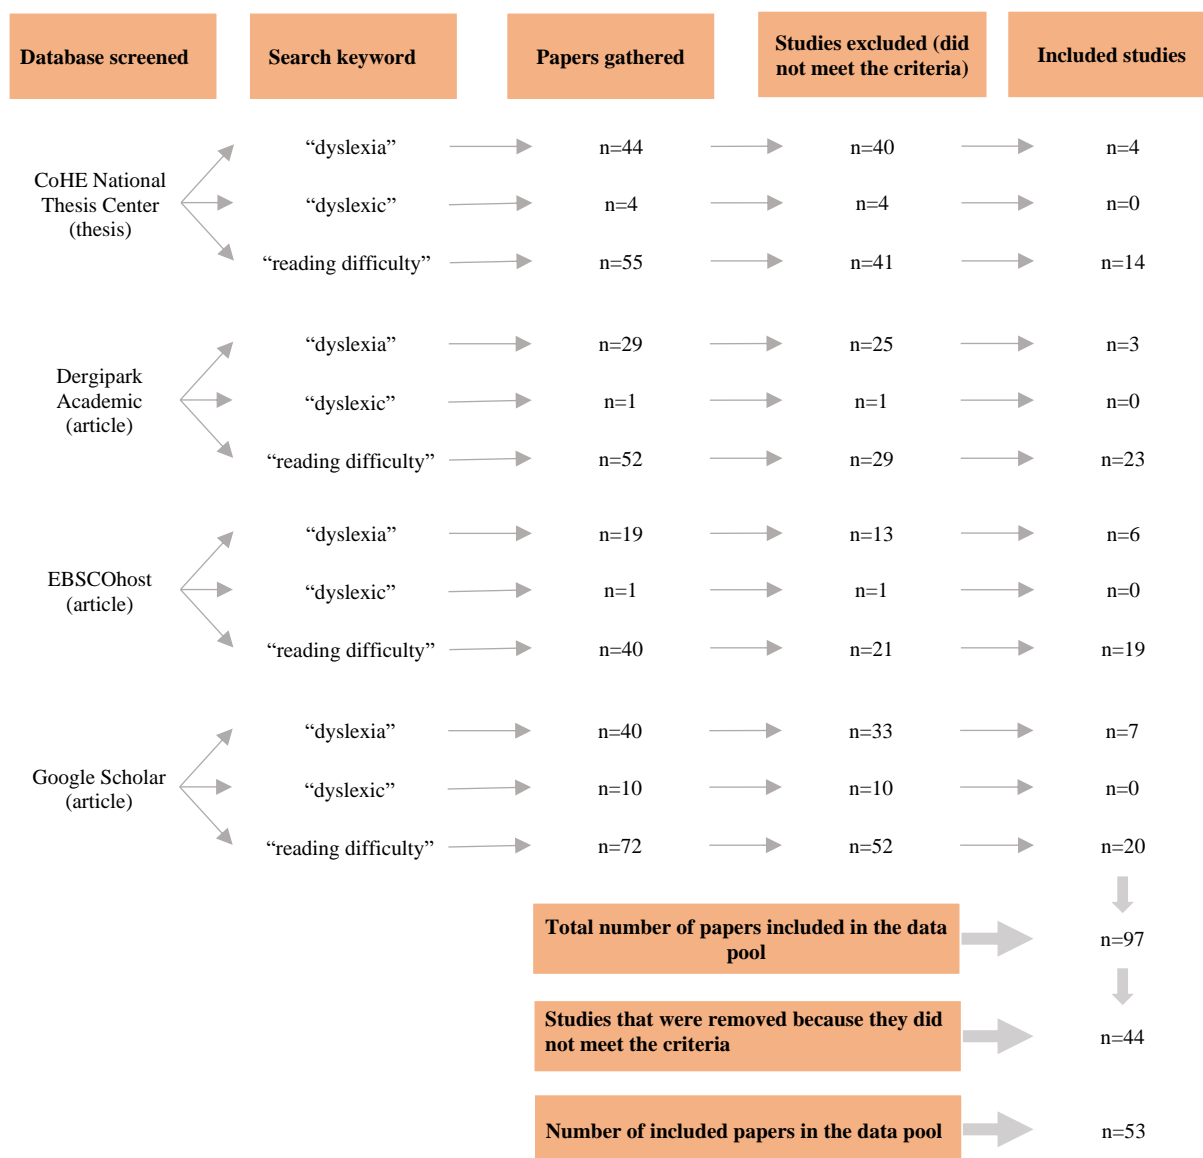 Database screened
Search keyword
Papers gathered
Studies excluded (did
not meet the criteria)
Included studies
CoHE National
Thesis Center
(thesis)
“dyslexia”
n=44
n=40
n=4
“dyslexic”
n=4
n=4
n=0
“reading difficulty”
n=55
n=41
n=14
Dergipark
Academic
(article)
“dyslexia”
n=29
n=25
n=3
“dyslexic”
n=1
n=1
n=0
“reading difficulty”
n=52
n=29
n=23
EBSCOhost
(article)
“dyslexia”
n=19
n=13
n=6
“dyslexic”
n=1
n=1
n=0
“reading difficulty”
n=40
n=21
n=19
Google Scholar
(article)
“dyslexia”
n=40
n=33
n=7
“dyslexic”
n=10
n=10
n=0
“reading difficulty”
n=72
n=52
n=20
Total number of papers included in the data
pool
n=97
Studies that were removed because they did
not meet the criteria
n=44
Number of included papers in the data pool
n=53